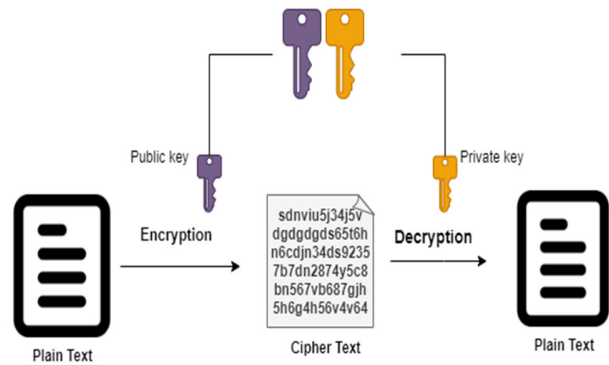 Public key
Private key
Encryption
Decryption
sdnviu5j34j5v
dgdgdgds65t6h
n6cdjn34ds9235
7b7dn2874y5c8
bn567vb687gjh
5h6g4h56v4v64
Plain Text
Cipher Text
Plain Text